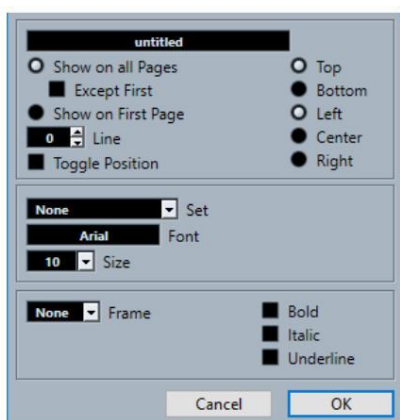 untitled
Show on all Pages
Top
Except First
Bottom
Show on First Page
Left
0 Line
Center
Toggle Position
Right
None Set
Arial Font
10 Size
None Frame
Bold
Italic
Underline
Cancel OK